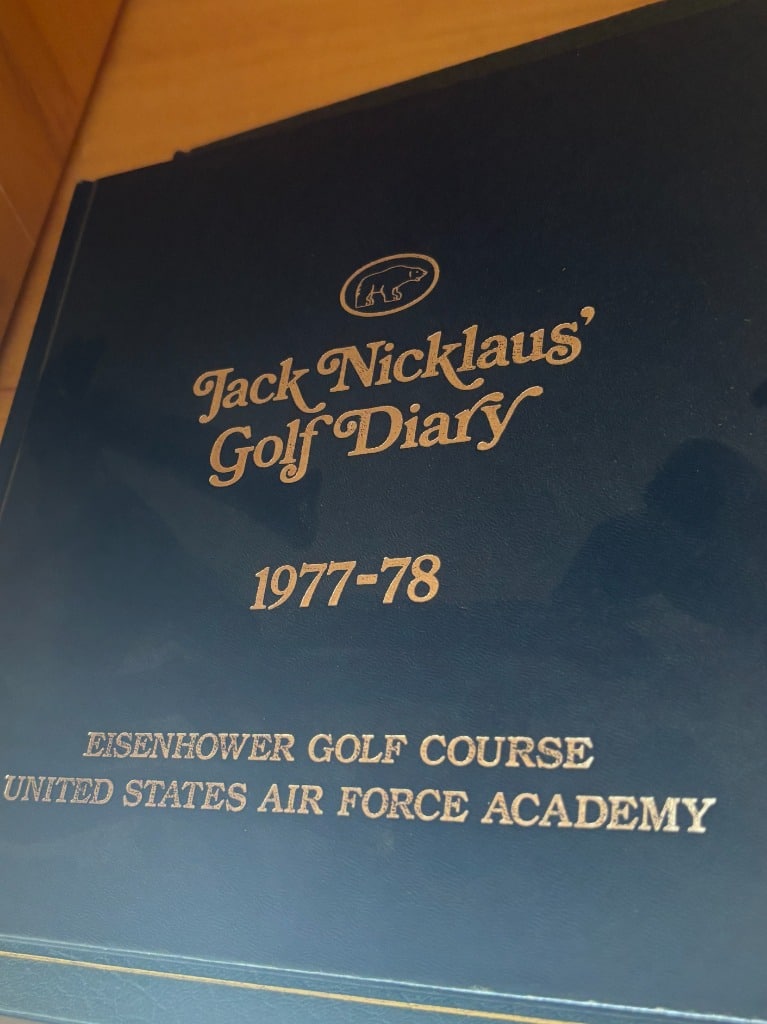 Jack Nicklaus'
Golf Diary
1977-78
EISENHOWER GOLF COURSE
UNITED STATES AIR FORCE ACADEMY